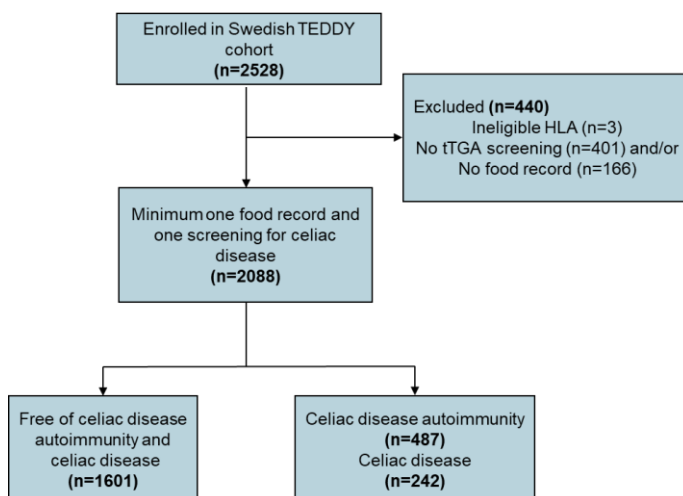 Enrolled in Swedish TEDDY
cohort
(n=2528)
Excluded (n=440)
Ineligible HLA (n=3)
No tTGA screening (n=401) and/or
No food record (n=166)
Minimum one food record and
one screening for celiac
disease
(n=2088)
Free of celiac disease
autoimmunity and
celiac disease
(n=1601)
Celiac disease autoimmunity
(n=487)
Celiac disease
(n=242)